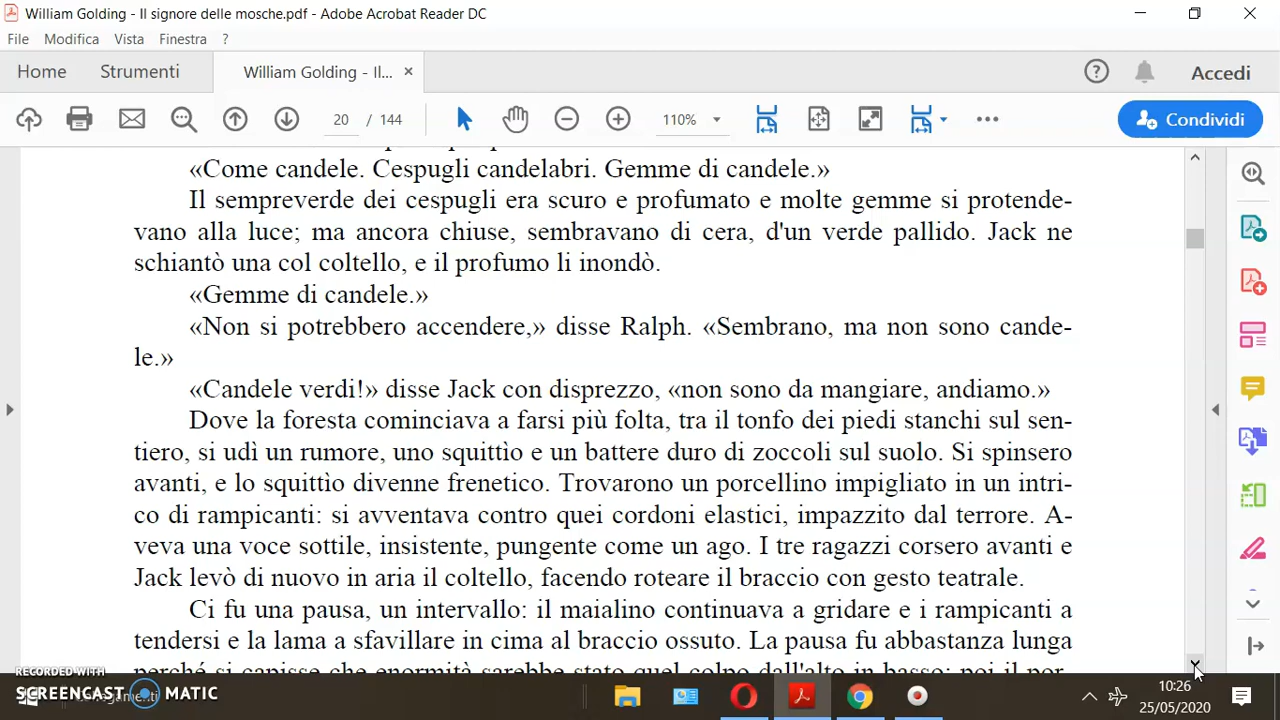 William Golding - Il signore delle mosche.pdf - Adobe Acrobat Reader DC
File Modifica Vista Finestra ?
Home Strumenti William Golding - Il... × Accedi
20 / 144 110% Condividi
«Come candele. Cespugli candelabri. Gemme di candele.»
Il sempreverde dei cespugli era scuro e profumato e molte gemme si protende-
vano alla luce; ma ancora chiuse, sembravano di cera, d'un verde pallido. Jack ne
schiantò una col coltello, e il profumo li inondò.
«Gemme di candele.»
«Non si potrebbero accendere,» disse Ralph. «Sembrano, ma non sono cande-
le.»
«Candele verdi!» disse Jack con disprezzo, «non sono da mangiare, andiamo.»
Dove la foresta cominciava a farsi più folta, tra il tonfo dei piedi stanchi sul sen-
tiero, si udì un rumore, uno squittìo e un battere duro di zoccoli sul suolo. Si spinsero
avanti, e lo squittìo divenne frenetico. Trovarono un porcellino impigliato in un intri-
co di rampicanti: si avventava contro quei cordoni elastici, impazzito dal terrore. A-
veva una voce sottile, insistente, pungente come un ago. I tre ragazzi corsero avanti e
Jack levò di nuovo in aria il coltello, facendo roteare il braccio con gesto teatrale.
Ci fu una pausa, un intervallo: il maialino continuava a gridare e i rampicanti a
tendersi e la lama a sfavillare in cima al braccio ossuto. La pausa fu abbastanza lunga
perché si capisse che enormità sarebbe stato quel colpo dall'alto in basso; poi il por-
RECORDED WITH
SCREENCAST MATIC
10:26
25/05/2020